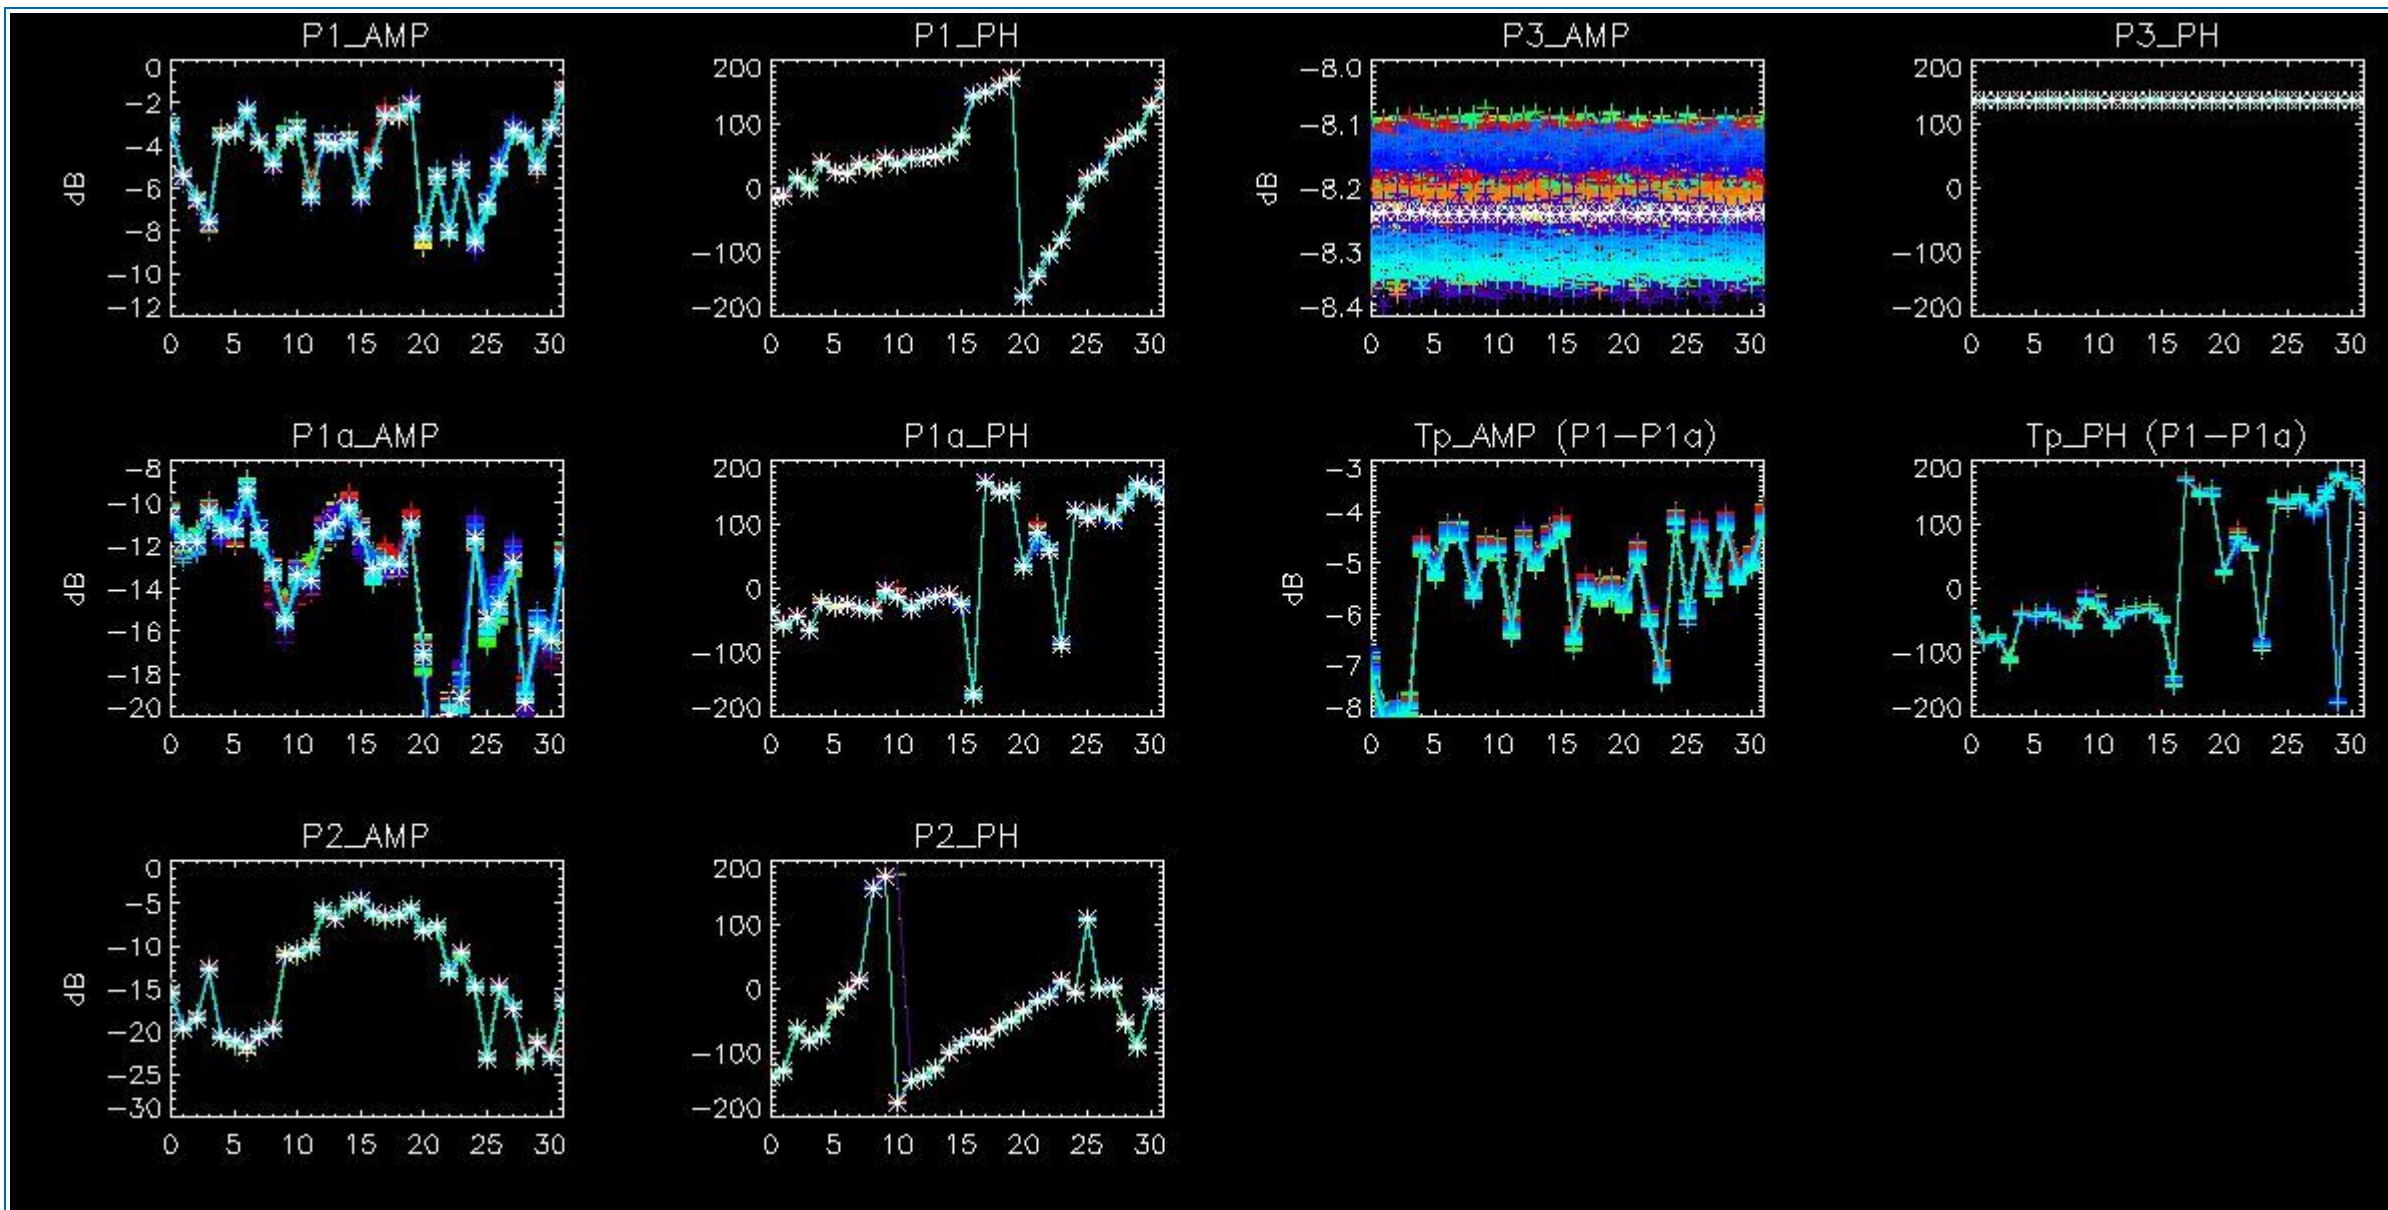 P1_AMP
0
−2
−4
−6
−8
−10
−12
dB
0 5 10 15 20 25 30
P1_PH
200
100
0
−100
−200
0 5 10 15 20 25 30
P3_AMP
−8.0
−8.1
−8.2
−8.3
−8.4
dB
0 5 10 15 20 25 30
P3_PH
200
100
0
−100
−200
0 5 10 15 20 25 30
P1a_AMP
−8
−10
−12
−14
−16
−18
−20
dB
0 5 10 15 20 25 30
P1a_PH
200
100
0
−100
−200
0 5 10 15 20 25 30
Tp_AMP (P1−P1a)
−3
−4
−5
−6
−7
−8
dB
0 5 10 15 20 25 30
Tp_PH (P1−P1a)
200
100
0
−100
−200
0 5 10 15 20 25 30
P2_AMP
0
−5
−10
−15
−20
−25
−30
dB
0 5 10 15 20 25 30
P2_PH
200
100
0
−100
−200
0 5 10 15 20 25 30